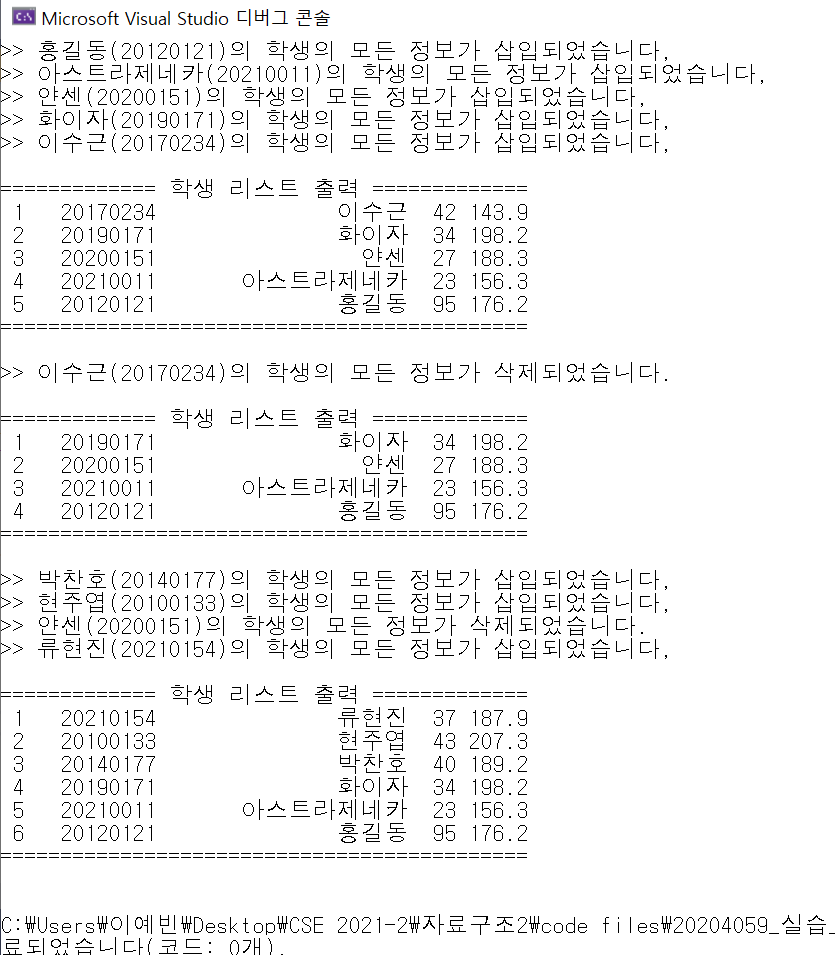 Microsoft Visual Studio 디버그 콘솔
>> 홍길동(20120121)의 학생의 모든 정보가 삽입되었습니다,
>> 아스트라제네카(20210011)의 학생의 모든 정보가 삽입되었습니다,
>> 얀센(20200151)의 학생의 모든 정보가 삽입되었습니다,
>> 화이자(20190171)의 학생의 모든 정보가 삽입되었습니다,
>> 이수근(20170234)의 학생의 모든 정보가 삽입되었습니다,
============= 학생 리스트 출력 =============
1 20170234 이수근 42 143.9
2 20190171 화이자 34 198.2
3 20200151 얀센 27 188.3
4 20210011 아스트라제네카 23 156.3
5 20120121 홍길동 95 176.2
============================================
>> 이수근(20170234)의 학생의 모든 정보가 삭제되었습니다.
============= 학생 리스트 출력 =============
1 20190171 화이자 34 198.2
2 20200151 얀센 27 188.3
3 20210011 아스트라제네카 23 156.3
4 20120121 홍길동 95 176.2
============================================
>> 박찬호(20140177)의 학생의 모든 정보가 삽입되었습니다,
>> 현주엽(20100133)의 학생의 모든 정보가 삽입되었습니다,
>> 얀센(20200151)의 학생의 모든 정보가 삭제되었습니다.
>> 류현진(20210154)의 학생의 모든 정보가 삽입되었습니다,
============= 학생 리스트 출력 =============
1 20210154 류현진 37 187.9
2 20100133 현주엽 43 207.3
3 20140177 박찬호 40 189.2
4 20190171 화이자 34 198.2
5 20210011 아스트라제네카 23 156.3
6 20120121 홍길동 95 176.2
============================================
C:₩Users₩이예빈₩Desktop₩CSE 2021-2₩자료구조2₩code files₩20204059_실습_
료되었습니다(코드: 0개).